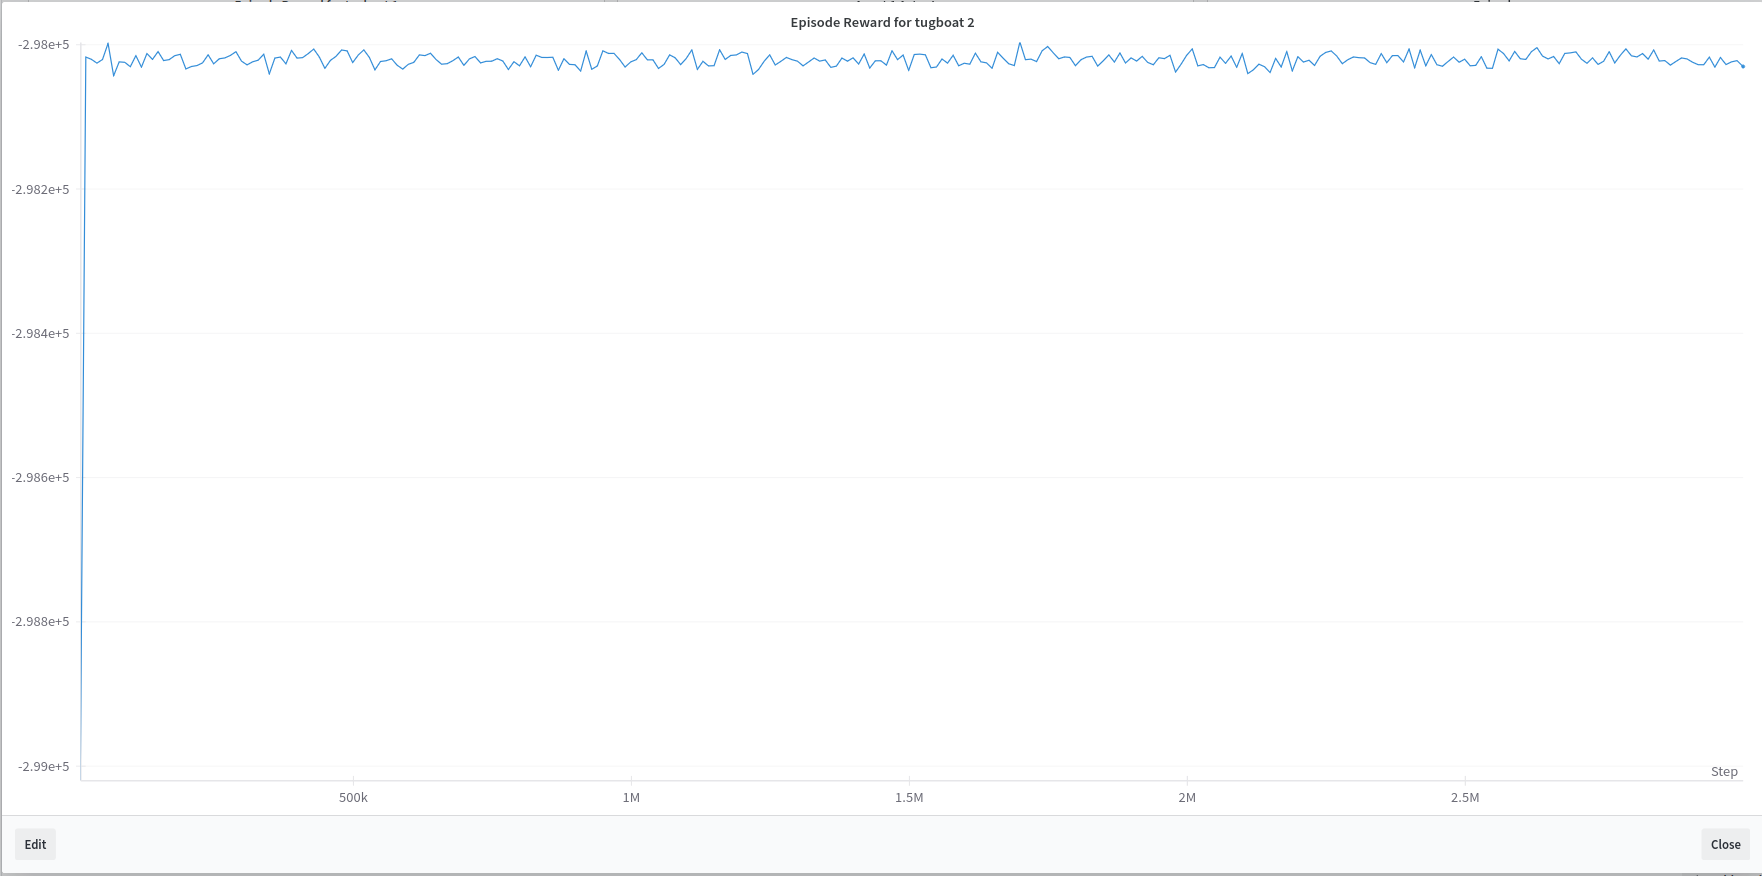 Episode Reward for tugboat 2
-2.98e+5
-2.982e+5
-2.984e+5
-2.986e+5
-2.988e+5
-2.99e+5
Step
500k
1M
1.5M
2M
2.5M
Edit
Close